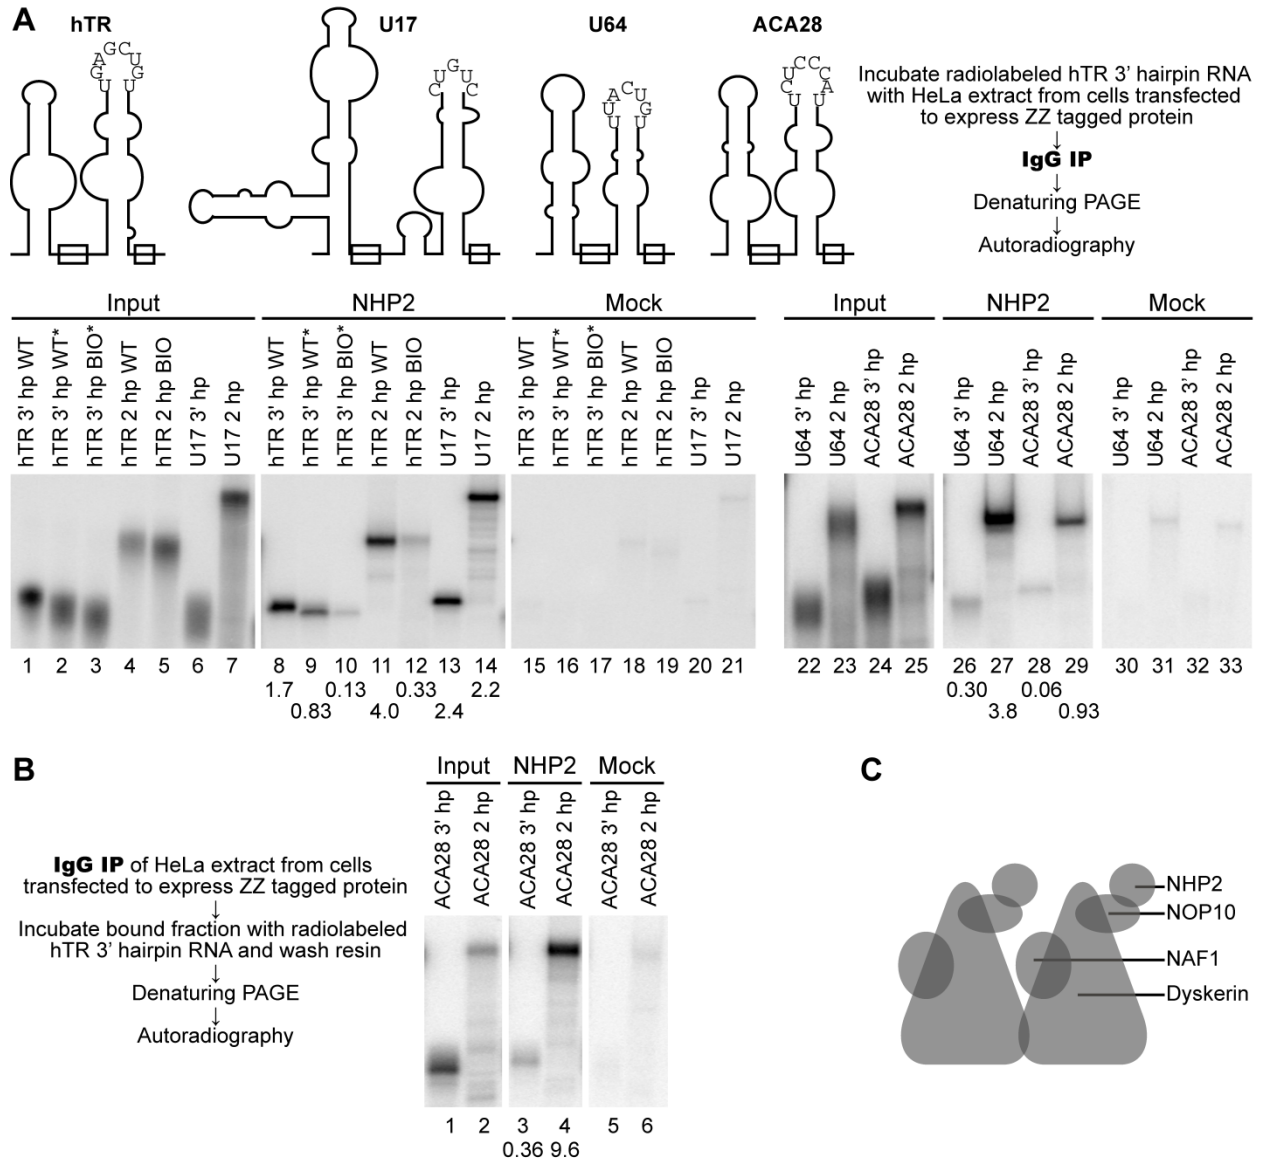 A
hTR
U17
U64
ACA28
G A G C U G U
C U G U C
U U A C U G U
U C U C C C A U
Incubate radiolabeled hTR 3' hairpin RNA
with HeLa extract from cells transfected
to express ZZ tagged protein
↓
IgG IP
↓
Denaturing PAGE
↓
Autoradiography
Input
NHP2
Mock
Input
NHP2
Mock
hTR 3' hp WT
hTR 3' hp WT*
hTR 3' hp BIO*
hTR 2 hp WT
hTR 2 hp BIO
U17 3' hp
U17 2 hp
hTR 3' hp WT
hTR 3' hp WT*
hTR 3' hp BIO*
hTR 2 hp WT
hTR 2 hp BIO
U17 3' hp
U17 2 hp
hTR 3' hp WT
hTR 3' hp WT*
hTR 3' hp BIO*
hTR 2 hp WT
hTR 2 hp BIO
U17 3' hp
U17 2 hp
U64 3' hp
U64 2 hp
ACA28 3' hp
ACA28 2 hp
U64 3' hp
U64 2 hp
ACA28 3' hp
ACA28 2 hp
U64 3' hp
U64 2 hp
ACA28 3' hp
ACA28 2 hp
1 2 3 4 5 6 7 8 9 10 11 12 13 14 15 16 17 18 19 20 21 22 23 24 25 26 27 28 29 30 31 32 33
1.7 0.13 0.33 2.2 0.30 0.06
0.83 4.0 2.4 3.8 0.93
B
IgG IP of HeLa extract from cells
transfected to express ZZ tagged protein
↓
Incubate bound fraction with radiolabeled
hTR 3' hairpin RNA and wash resin
↓
Denaturing PAGE
↓
Autoradiography
Input
NHP2
Mock
ACA28 3' hp
ACA28 2 hp
ACA28 3' hp
ACA28 2 hp
ACA28 3' hp
ACA28 2 hp
1 2 3 4 5 6
0.36 9.6
C
NHP2
NOP10
NAF1
Dyskerin